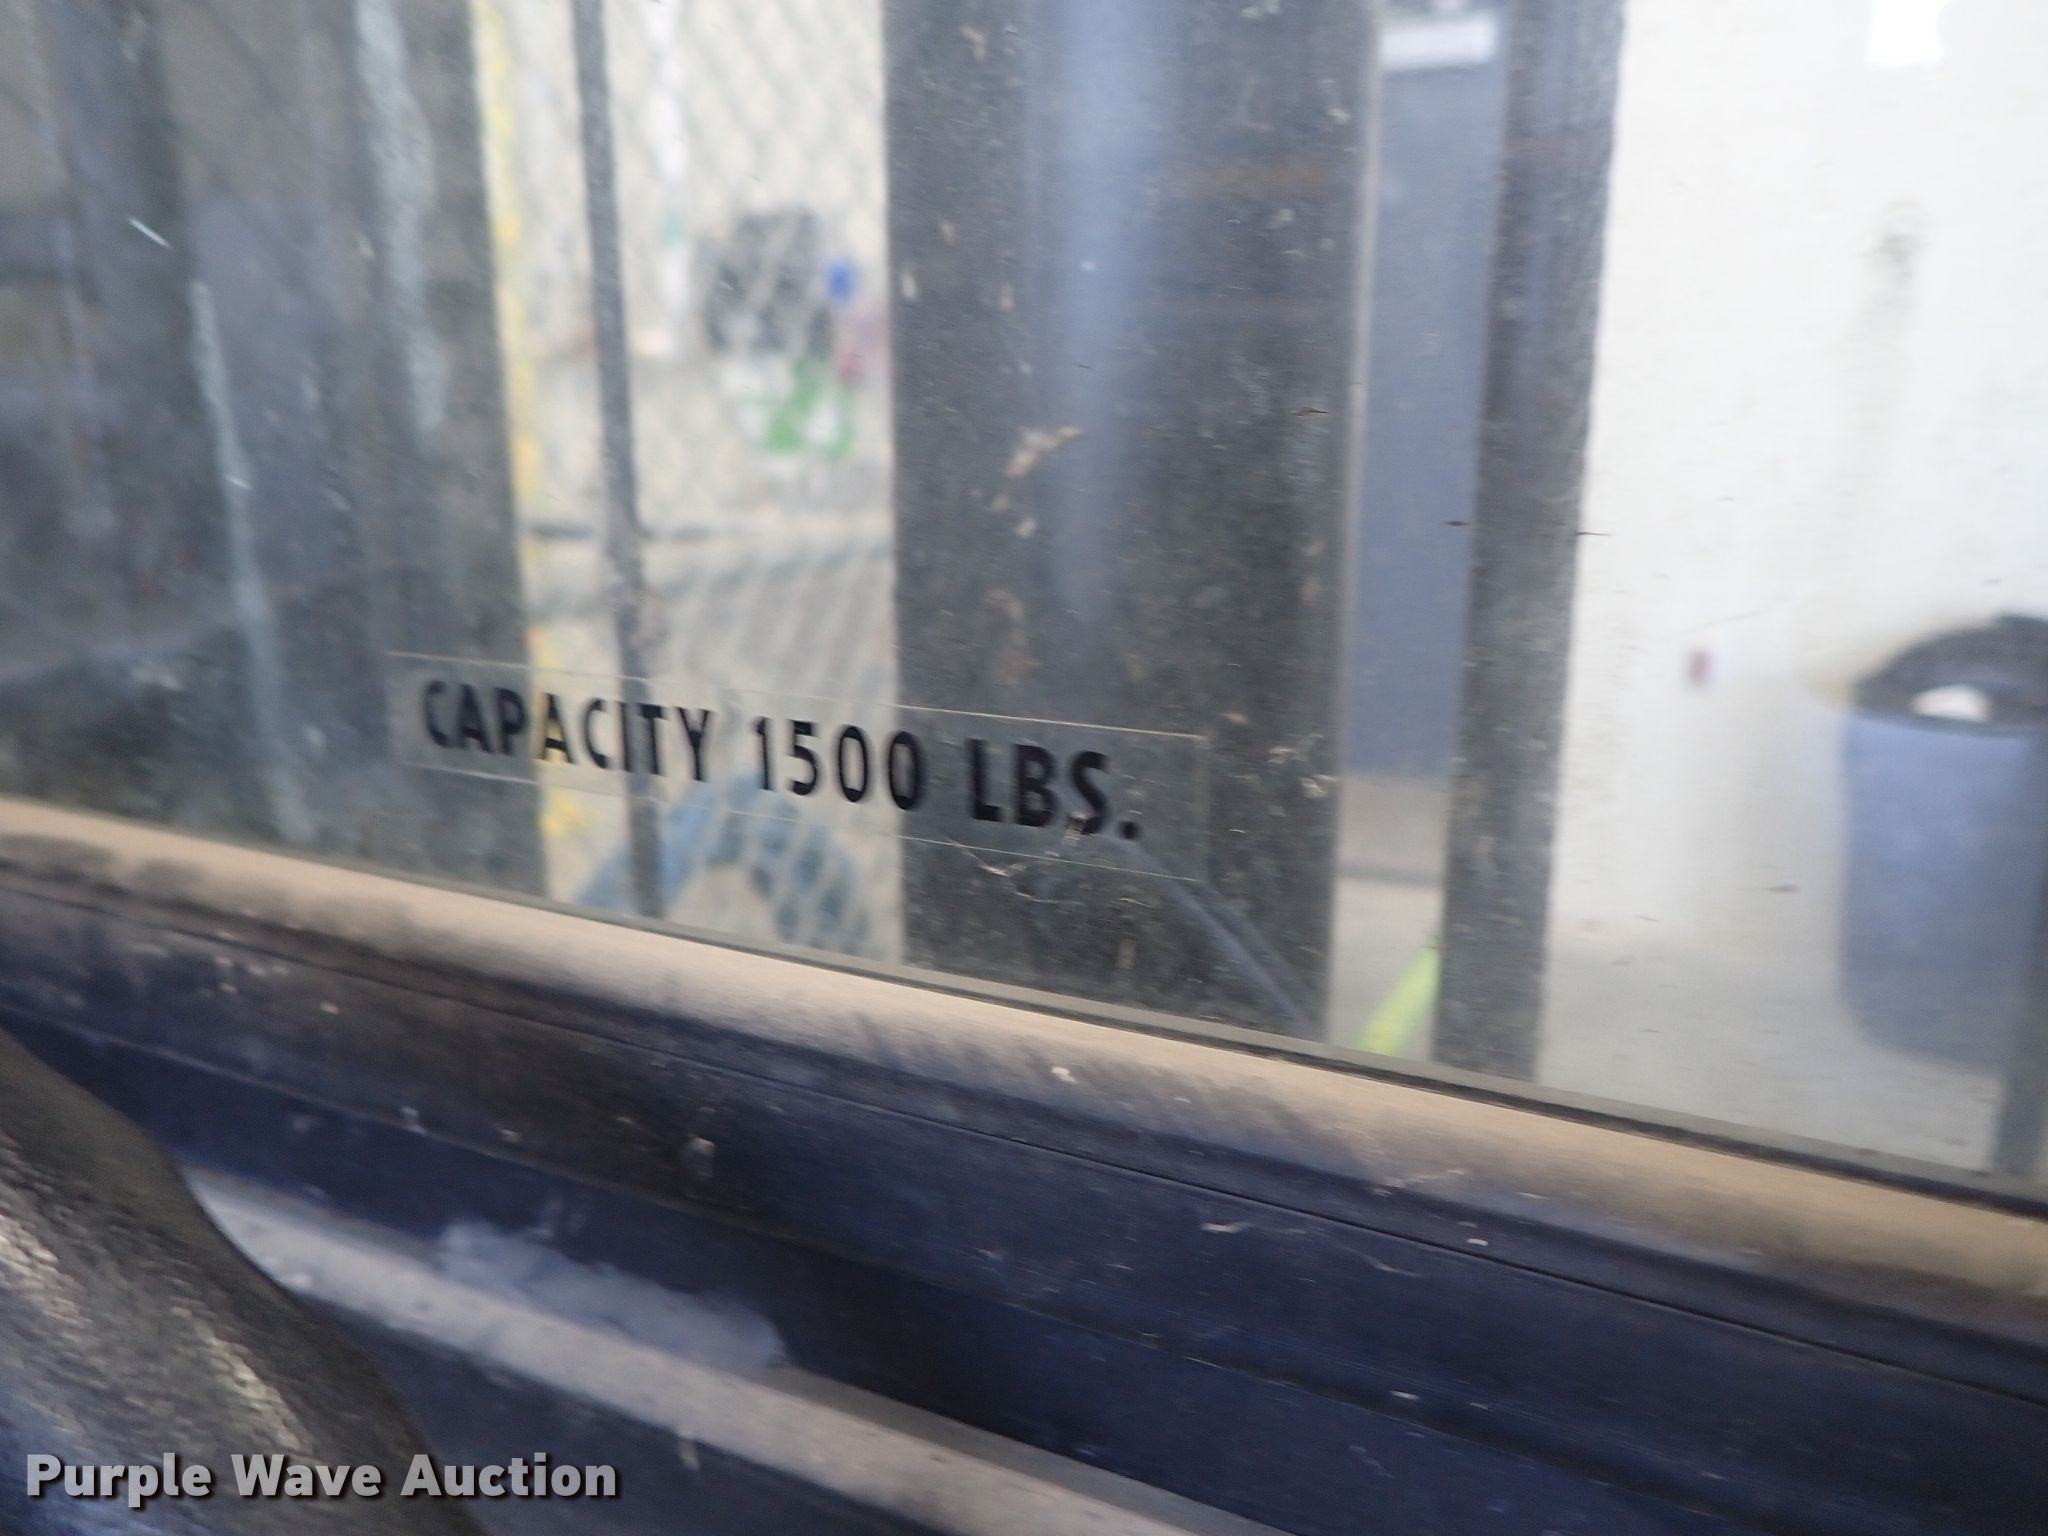 CAPACITY 1500 LBS.
Purple Wave Auction